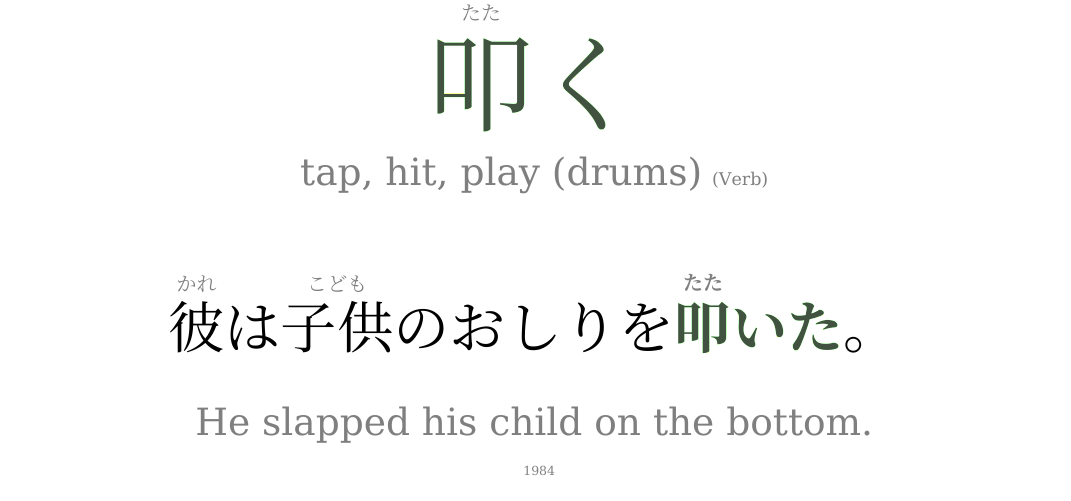 たた
叩く
tap, hit, play (drums) (Verb)
かれ こども たた
彼は子供のおしりを叩いた。
He slapped his child on the bottom.
1984